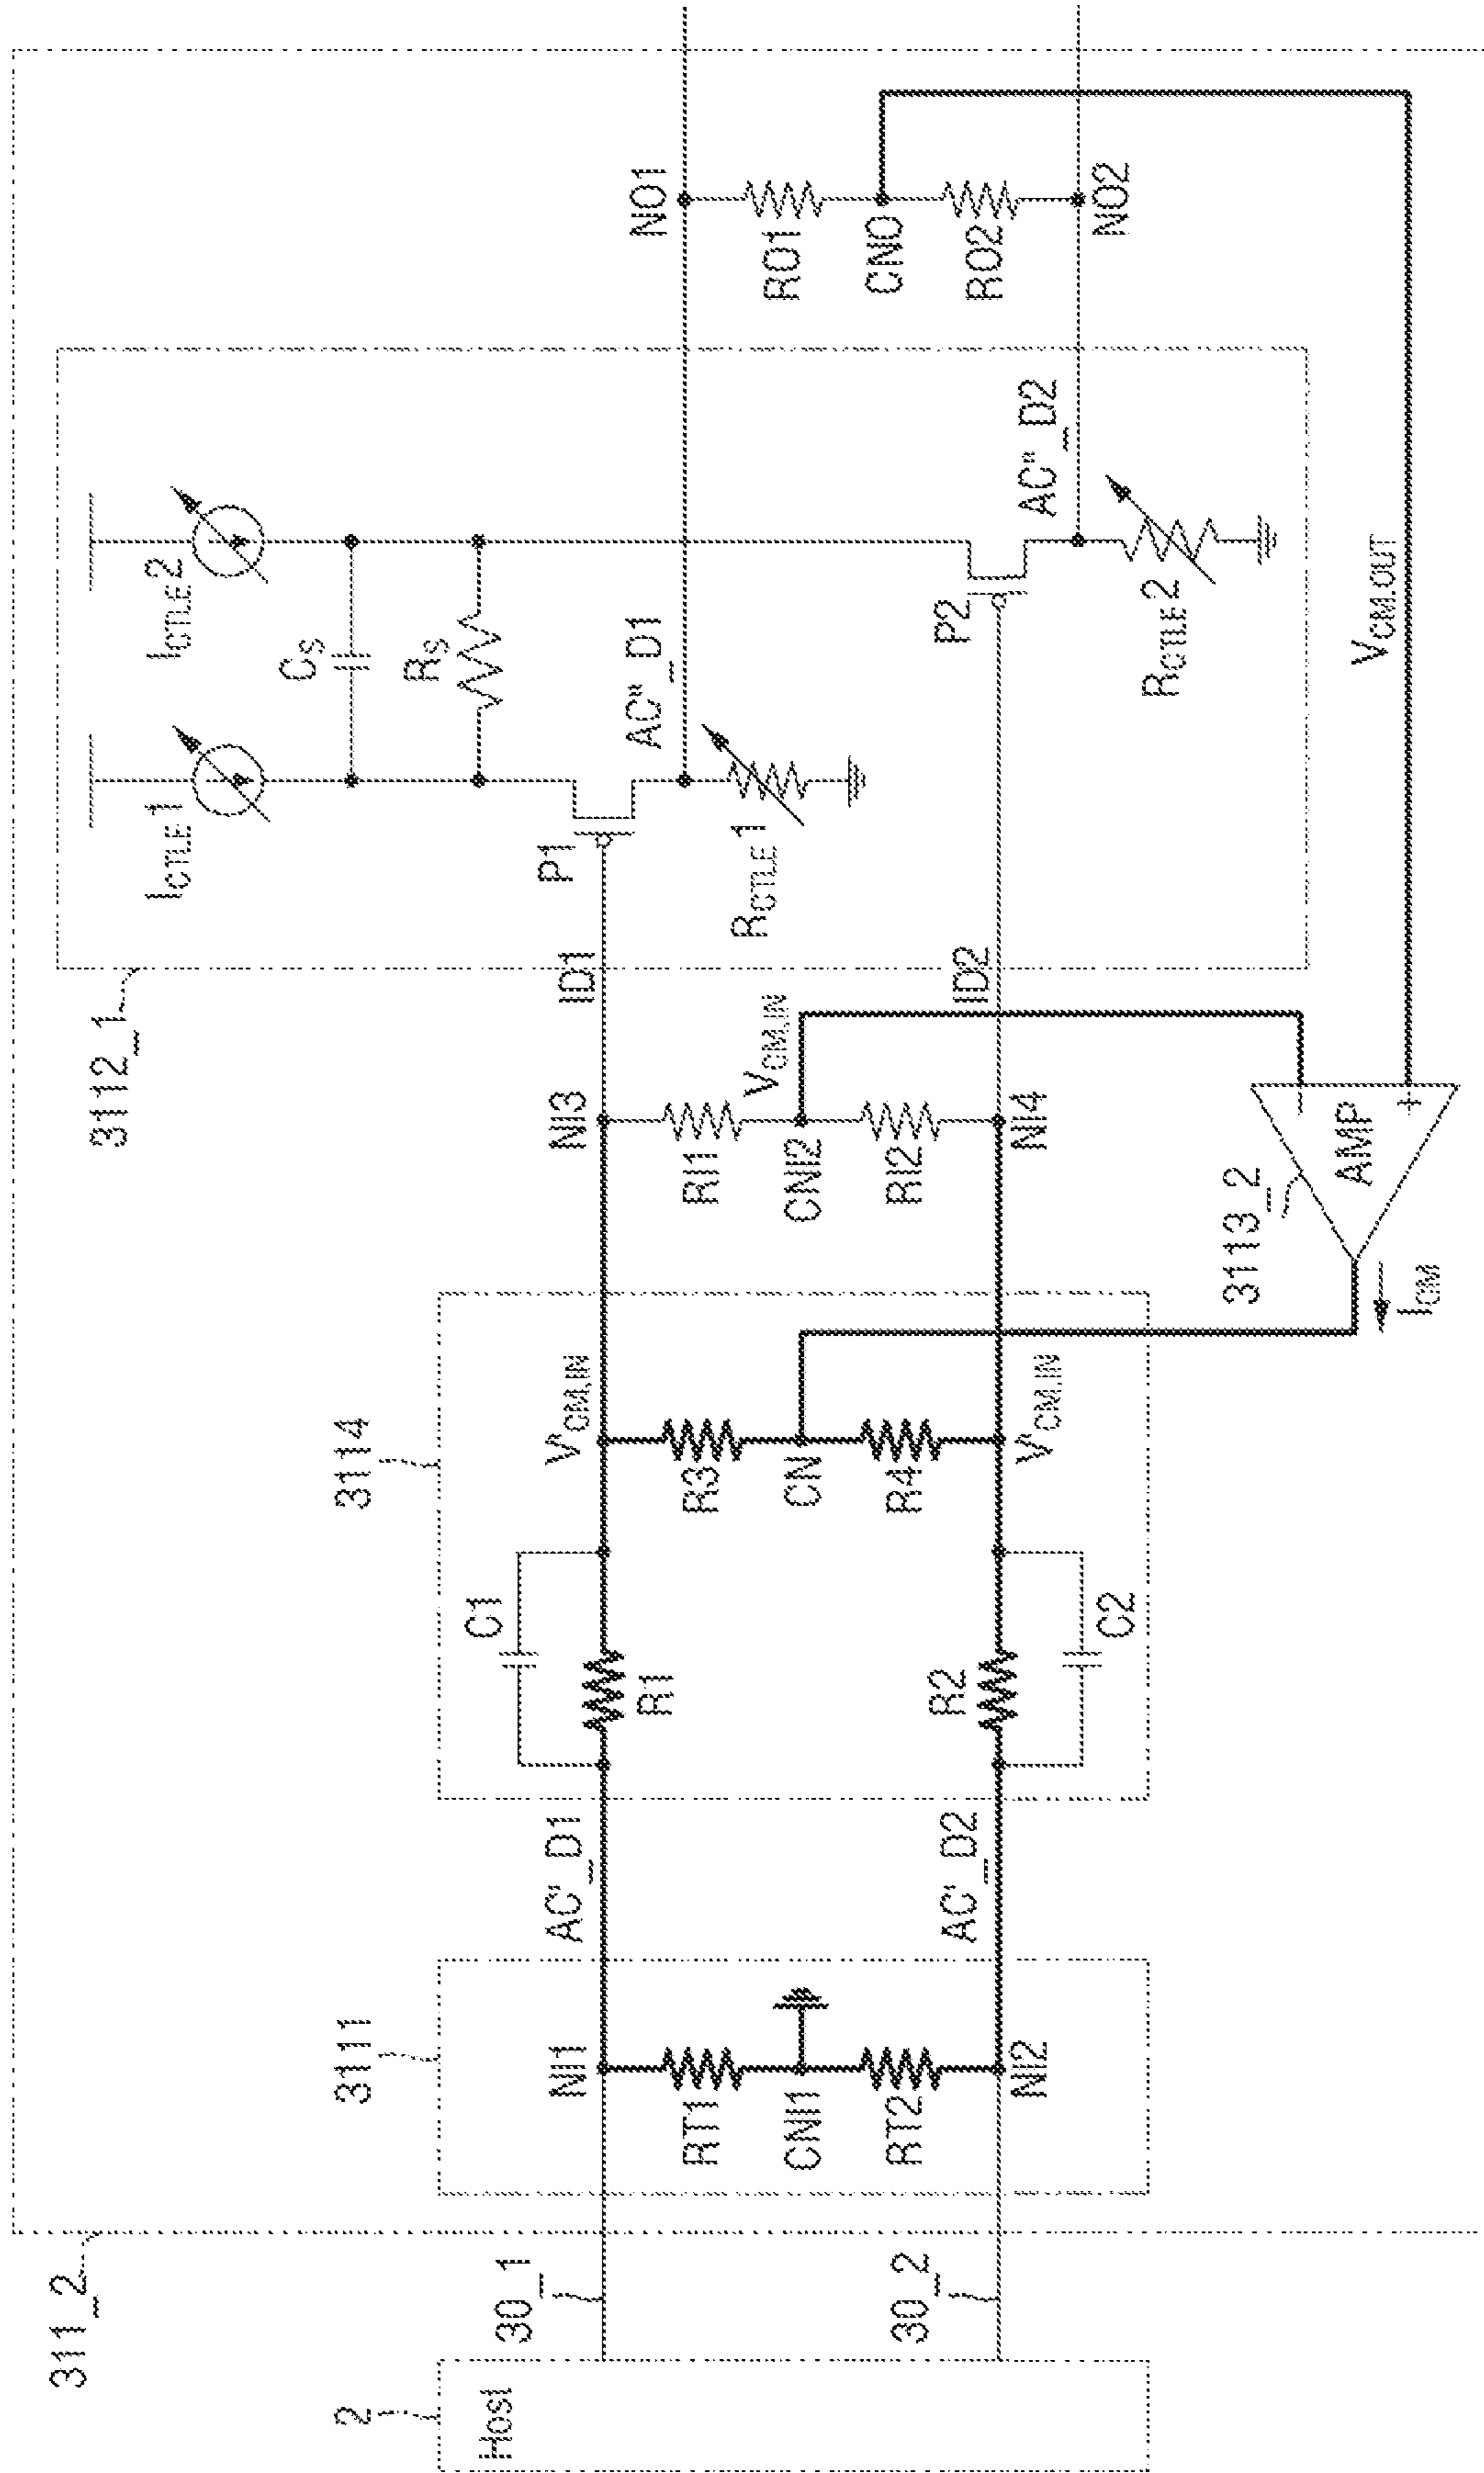 311_2
2
Host
30_1
30_2
3111
NI1
RT1
CNI1
RT2
NI2
AC'_D1
AC'_D2
3114
C1
R1
R2
C2
V'CM,IN
R3
CN
R4
V'CM,IN
NI3
RI1
CNI2
RI2
NI4
VCM,IN
3113_2
AMP
−
+
ICM
3112_1
ID1
ID2
ICTLE1
ICTLE2
CS
RS
P1
AC"_D1
RCTLE1
P2
AC"_D2
RCTLE2
VCM,OUT
NO1
RO1
CNO
RO2
NO2